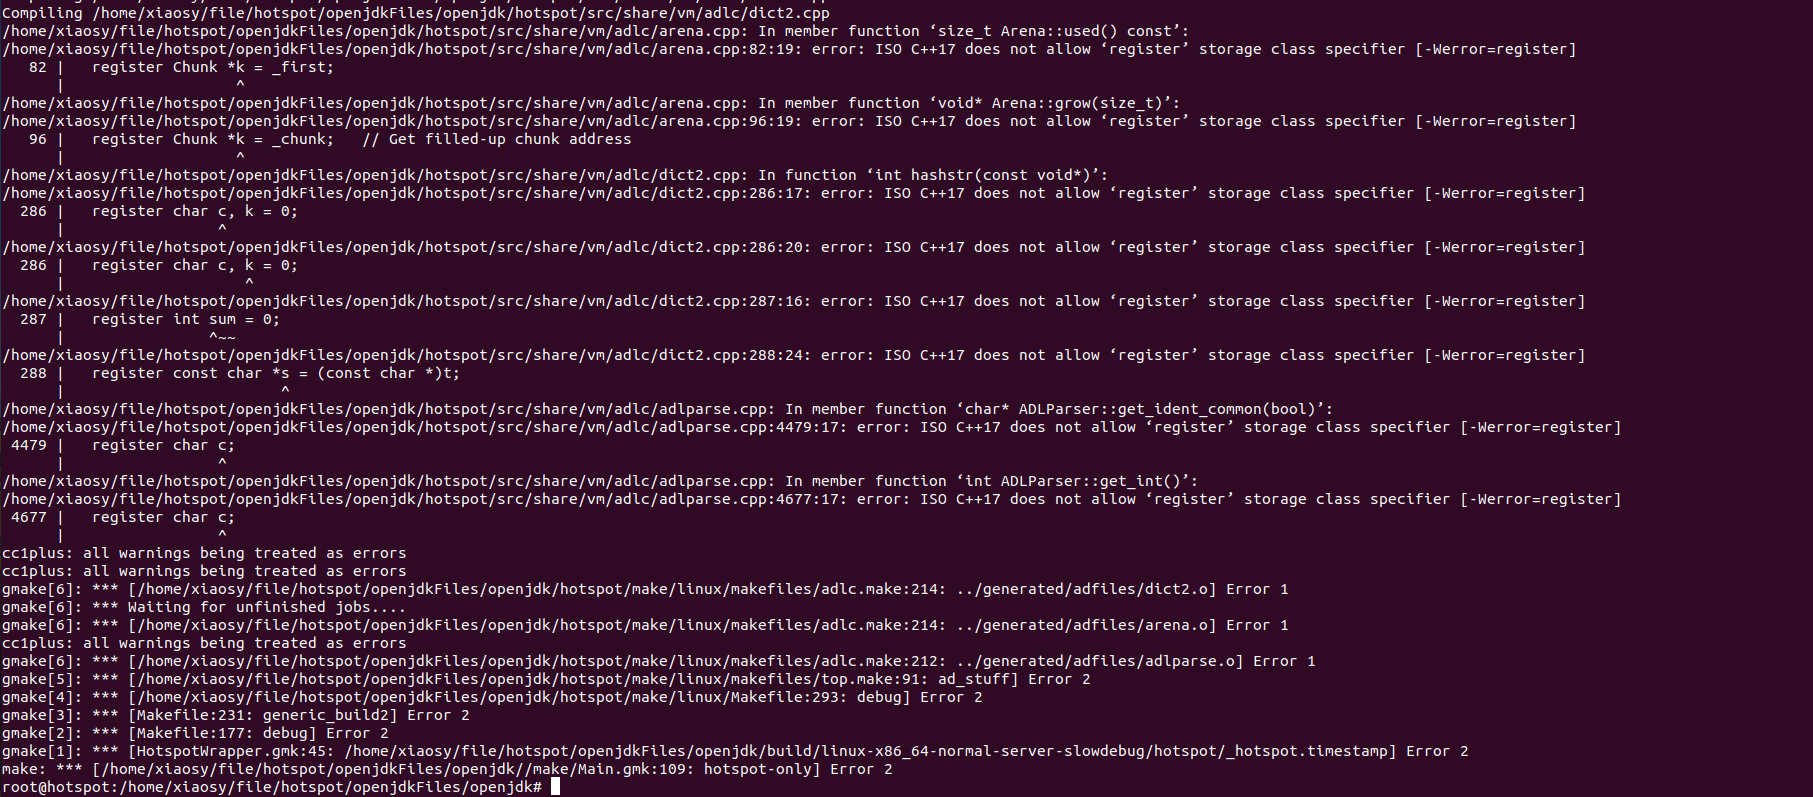 Compiling /home/xiaosy/file/hotspot/openjdkFiles/openjdk/hotspot/src/share/vm/adlc/dict2.cpp
/home/xiaosy/file/hotspot/openjdkFiles/openjdk/hotspot/src/share/vm/adlc/arena.cpp: In member function ‘size_t Arena::used() const’:
/home/xiaosy/file/hotspot/openjdkFiles/openjdk/hotspot/src/share/vm/adlc/arena.cpp:82:19: error: ISO C++17 does not allow ‘register’ storage class specifier [-Werror=register]
   82 |   register Chunk *k = _first;
      |                   ^
/home/xiaosy/file/hotspot/openjdkFiles/openjdk/hotspot/src/share/vm/adlc/arena.cpp: In member function ‘void* Arena::grow(size_t)’:
/home/xiaosy/file/hotspot/openjdkFiles/openjdk/hotspot/src/share/vm/adlc/arena.cpp:96:19: error: ISO C++17 does not allow ‘register’ storage class specifier [-Werror=register]
   96 |   register Chunk *k = _chunk;   // Get filled-up chunk address
      |                   ^
/home/xiaosy/file/hotspot/openjdkFiles/openjdk/hotspot/src/share/vm/adlc/dict2.cpp: In function ‘int hashstr(const void*)’:
/home/xiaosy/file/hotspot/openjdkFiles/openjdk/hotspot/src/share/vm/adlc/dict2.cpp:286:17: error: ISO C++17 does not allow ‘register’ storage class specifier [-Werror=register]
  286 |   register char c, k = 0;
      |                 ^
/home/xiaosy/file/hotspot/openjdkFiles/openjdk/hotspot/src/share/vm/adlc/dict2.cpp:286:20: error: ISO C++17 does not allow ‘register’ storage class specifier [-Werror=register]
  286 |   register char c, k = 0;
      |                    ^
/home/xiaosy/file/hotspot/openjdkFiles/openjdk/hotspot/src/share/vm/adlc/dict2.cpp:287:16: error: ISO C++17 does not allow ‘register’ storage class specifier [-Werror=register]
  287 |   register int sum = 0;
      |                ^~~
/home/xiaosy/file/hotspot/openjdkFiles/openjdk/hotspot/src/share/vm/adlc/dict2.cpp:288:24: error: ISO C++17 does not allow ‘register’ storage class specifier [-Werror=register]
  288 |   register const char *s = (const char *)t;
      |                        ^
/home/xiaosy/file/hotspot/openjdkFiles/openjdk/hotspot/src/share/vm/adlc/adlparse.cpp: In member function ‘char* ADLParser::get_ident_common(bool)’:
/home/xiaosy/file/hotspot/openjdkFiles/openjdk/hotspot/src/share/vm/adlc/adlparse.cpp:4479:17: error: ISO C++17 does not allow ‘register’ storage class specifier [-Werror=register]
 4479 |   register char c;
      |                 ^
/home/xiaosy/file/hotspot/openjdkFiles/openjdk/hotspot/src/share/vm/adlc/adlparse.cpp: In member function ‘int ADLParser::get_int()’:
/home/xiaosy/file/hotspot/openjdkFiles/openjdk/hotspot/src/share/vm/adlc/adlparse.cpp:4677:17: error: ISO C++17 does not allow ‘register’ storage class specifier [-Werror=register]
 4677 |   register char c;
      |                 ^
cc1plus: all warnings being treated as errors
cc1plus: all warnings being treated as errors
gmake[6]: *** [/home/xiaosy/file/hotspot/openjdkFiles/openjdk/hotspot/make/linux/makefiles/adlc.make:214: ../generated/adfiles/dict2.o] Error 1
gmake[6]: *** Waiting for unfinished jobs....
gmake[6]: *** [/home/xiaosy/file/hotspot/openjdkFiles/openjdk/hotspot/make/linux/makefiles/adlc.make:214: ../generated/adfiles/arena.o] Error 1
cc1plus: all warnings being treated as errors
gmake[6]: *** [/home/xiaosy/file/hotspot/openjdkFiles/openjdk/hotspot/make/linux/makefiles/adlc.make:212: ../generated/adfiles/adlparse.o] Error 1
gmake[5]: *** [/home/xiaosy/file/hotspot/openjdkFiles/openjdk/hotspot/make/linux/makefiles/top.make:91: ad_stuff] Error 2
gmake[4]: *** [/home/xiaosy/file/hotspot/openjdkFiles/openjdk/hotspot/make/linux/Makefile:293: debug] Error 2
gmake[3]: *** [Makefile:231: generic_build2] Error 2
gmake[2]: *** [Makefile:177: debug] Error 2
gmake[1]: *** [HotspotWrapper.gmk:45: /home/xiaosy/file/hotspot/openjdkFiles/openjdk/build/linux-x86_64-normal-server-slowdebug/hotspot/_hotspot.timestamp] Error 2
make: *** [/home/xiaosy/file/hotspot/openjdkFiles/openjdk//make/Main.gmk:109: hotspot-only] Error 2
root@hotspot:/home/xiaosy/file/hotspot/openjdkFiles/openjdk#